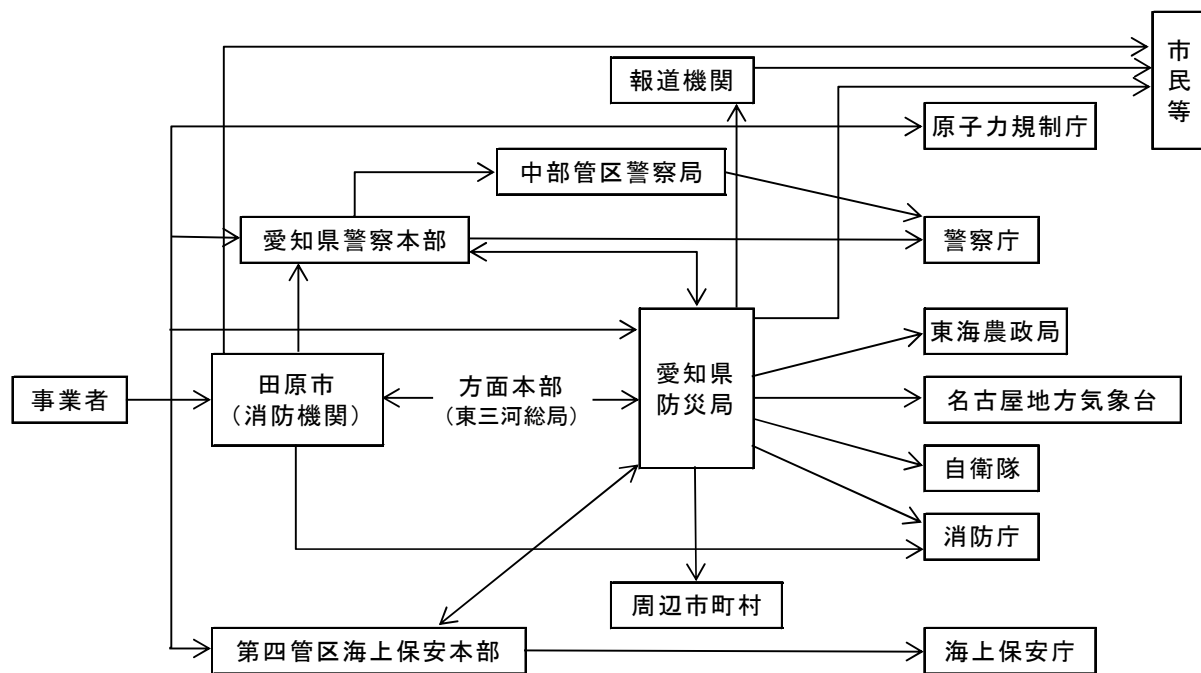 市民等
報道機関
原子力規制庁
中部管区警察局
愛知県警察本部
警察庁
東海農政局
事業者
田原市
（消防機関）
方面本部
（東三河総局）
愛知県
防災局
名古屋地方気象台
自衛隊
消防庁
周辺市町村
第四管区海上保安本部
海上保安庁